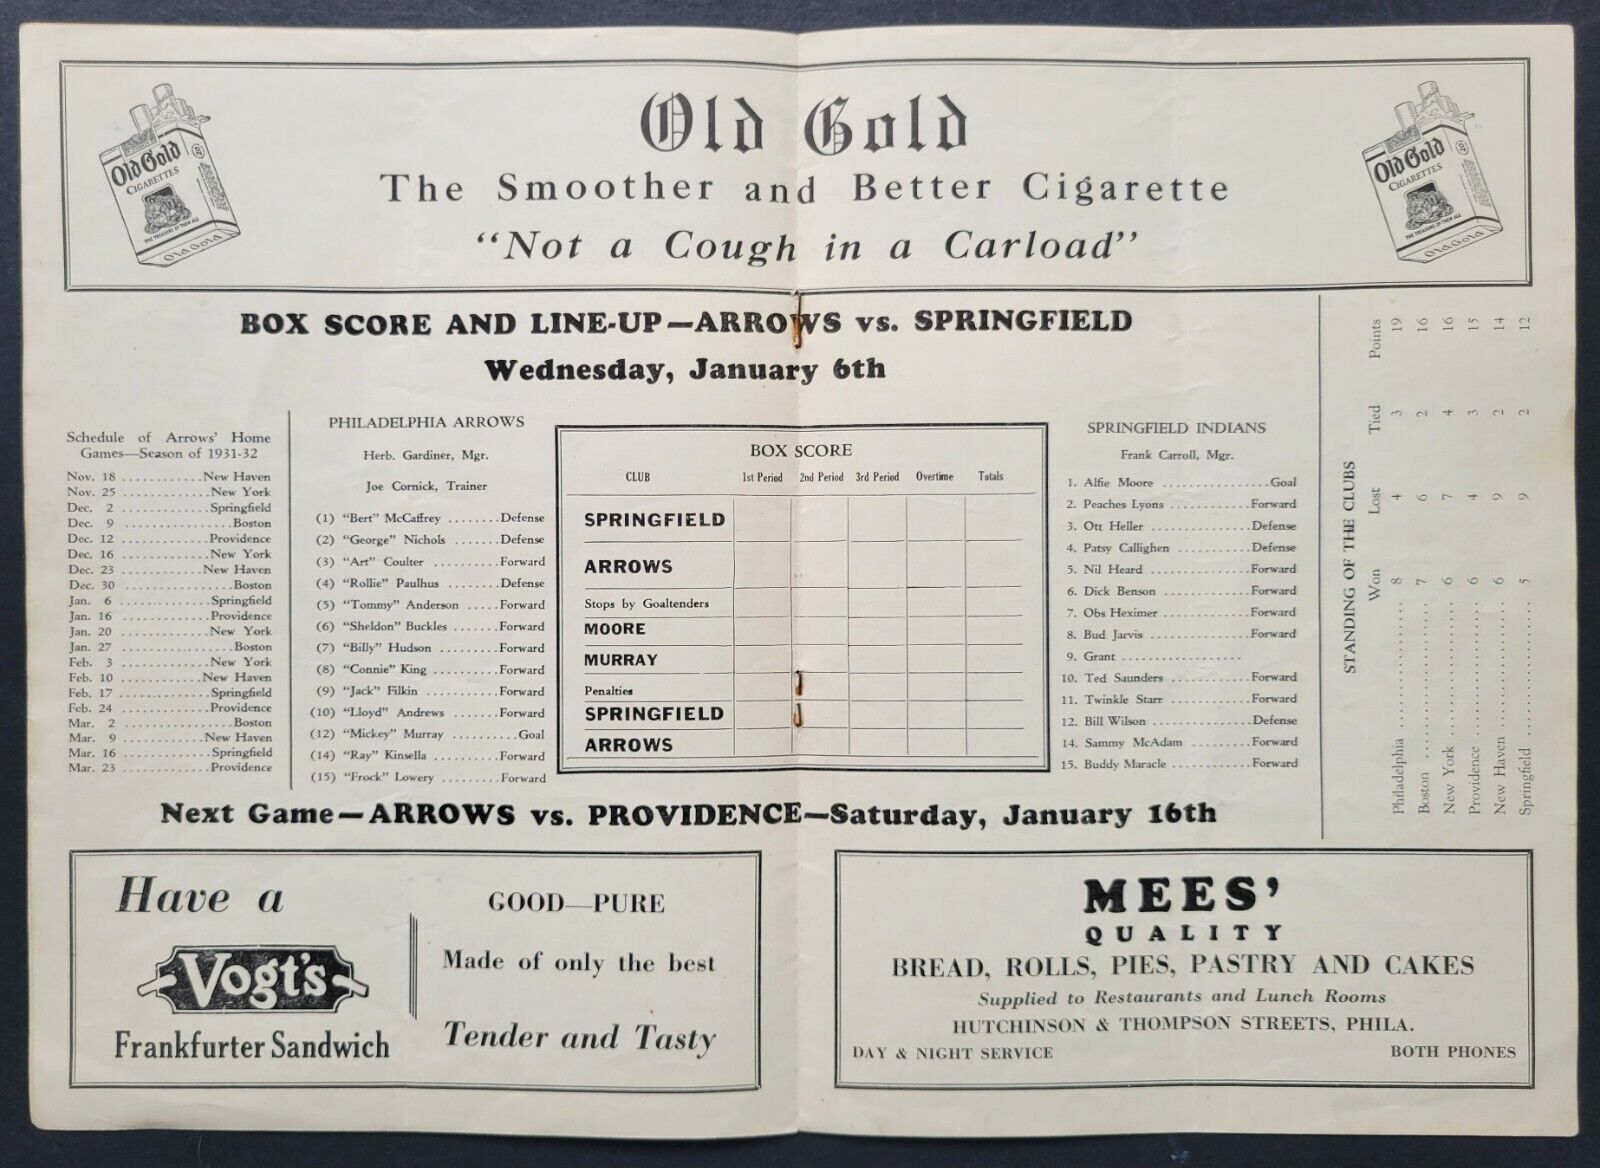 Old Gold
The Smoother and Better Cigarette
"Not a Cough in a Carload"
Old Gold
CIGARETTES
THE TREASURE OF THEM ALL
Old Gold
Old Gold
CIGARETTES
THE TREASURE OF THEM ALL
Old Gold
BOX SCORE AND LINE-UP—ARROWS vs. SPRINGFIELD
Wednesday, January 6th
Schedule of Arrows' Home
Games—Season of 1931-32
Nov. 18 ............New Haven
Nov. 25 .............New York
Dec. 2 .............Springfield
Dec. 9 ................Boston
Dec. 12 .............Providence
Dec. 16 .............New York
Dec. 23 ............New Haven
Dec. 30 ................Boston
Jan. 6 .............Springfield
Jan. 16 .............Providence
Jan. 20 .............New York
Jan. 27 ................Boston
Feb. 3 .............New York
Feb. 10 ............New Haven
Feb. 17 .............Springfield
Feb. 24 .............Providence
Mar. 2 ................Boston
Mar. 9 ............New Haven
Mar. 16 .............Springfield
Mar. 23 .............Providence
PHILADELPHIA ARROWS
Herb. Gardiner, Mgr.
Joe Cornick, Trainer
(1) "Bert" McCaffrey ........Defense
(2) "George" Nichols .......Defense
(3) "Art" Coulter ..........Forward
(4) "Rollie" Paulhus .......Defense
(5) "Tommy" Anderson .....Forward
(6) "Sheldon" Buckles .......Forward
(7) "Billy" Hudson .........Forward
(8) "Connie" King ..........Forward
(9) "Jack" Filkin ...........Forward
(10) "Lloyd" Andrews .......Forward
(12) "Mickey" Murray ..........Goal
(14) "Ray" Kinsella ..........Forward
(15) "Frock" Lowery .........Forward
BOX SCORE
CLUB 1st Period 2nd Period 3rd Period Overtime Totals
SPRINGFIELD
ARROWS
Stops by Goaltenders
MOORE
MURRAY
Penalties
SPRINGFIELD
ARROWS
SPRINGFIELD INDIANS
Frank Carroll, Mgr.
1. Alfie Moore ................Goal
2. Peaches Lyons ............Forward
3. Ott Heller ...............Defense
4. Patsy Callighen ...........Defense
5. Nil Heard ...............Forward
6. Dick Benson .............Forward
7. Obs Heximer .............Forward
8. Bud Jarvis ...............Forward
9. Grant ..................
10. Ted Saunders ............Forward
11. Twinkle Starr .............Forward
12. Bill Wilson ...............Defense
14. Sammy McAdam .........Forward
15. Buddy Maracle ............Forward
STANDING OF THE CLUBS
Won Lost Tied Points
Philadelphia .................. 8 4 3 19
Boston .................. 7 6 2 16
New York .................. 6 7 4 16
Providence .................. 6 4 3 15
New Haven .................. 6 9 2 14
Springfield .................. 5 9 2 12
Next Game—ARROWS vs. PROVIDENCE—Saturday, January 16th
Have a
Vogt's
Frankfurter Sandwich
GOOD—PURE
Made of only the best
Tender and Tasty
MEES'
QUALITY
BREAD, ROLLS, PIES, PASTRY AND CAKES
Supplied to Restaurants and Lunch Rooms
HUTCHINSON & THOMPSON STREETS, PHILA.
DAY & NIGHT SERVICE BOTH PHONES